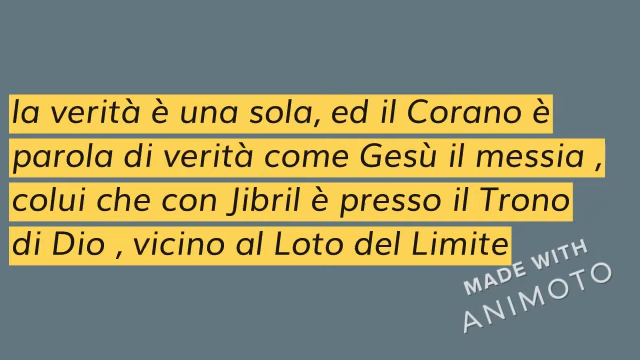 la verità è una sola, ed il Corano è
parola di verità come Gesù il messia ,
colui che con Jibril è presso il Trono
di Dio , vicino al Loto del Limite
MADE WITH
ANIMOTO